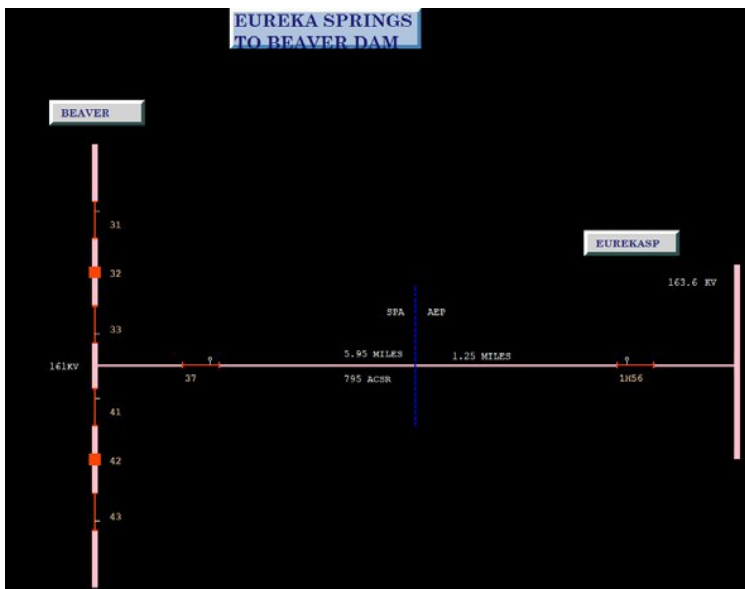 EUREKA SPRINGS
TO BEAVER DAM
BEAVER
31
EUREKASP
32
163.6 KV
SPA
AEP
33
5.95 MILES
1.25 MILES
161KV
37
795 ACSR
1H56
41
42
43